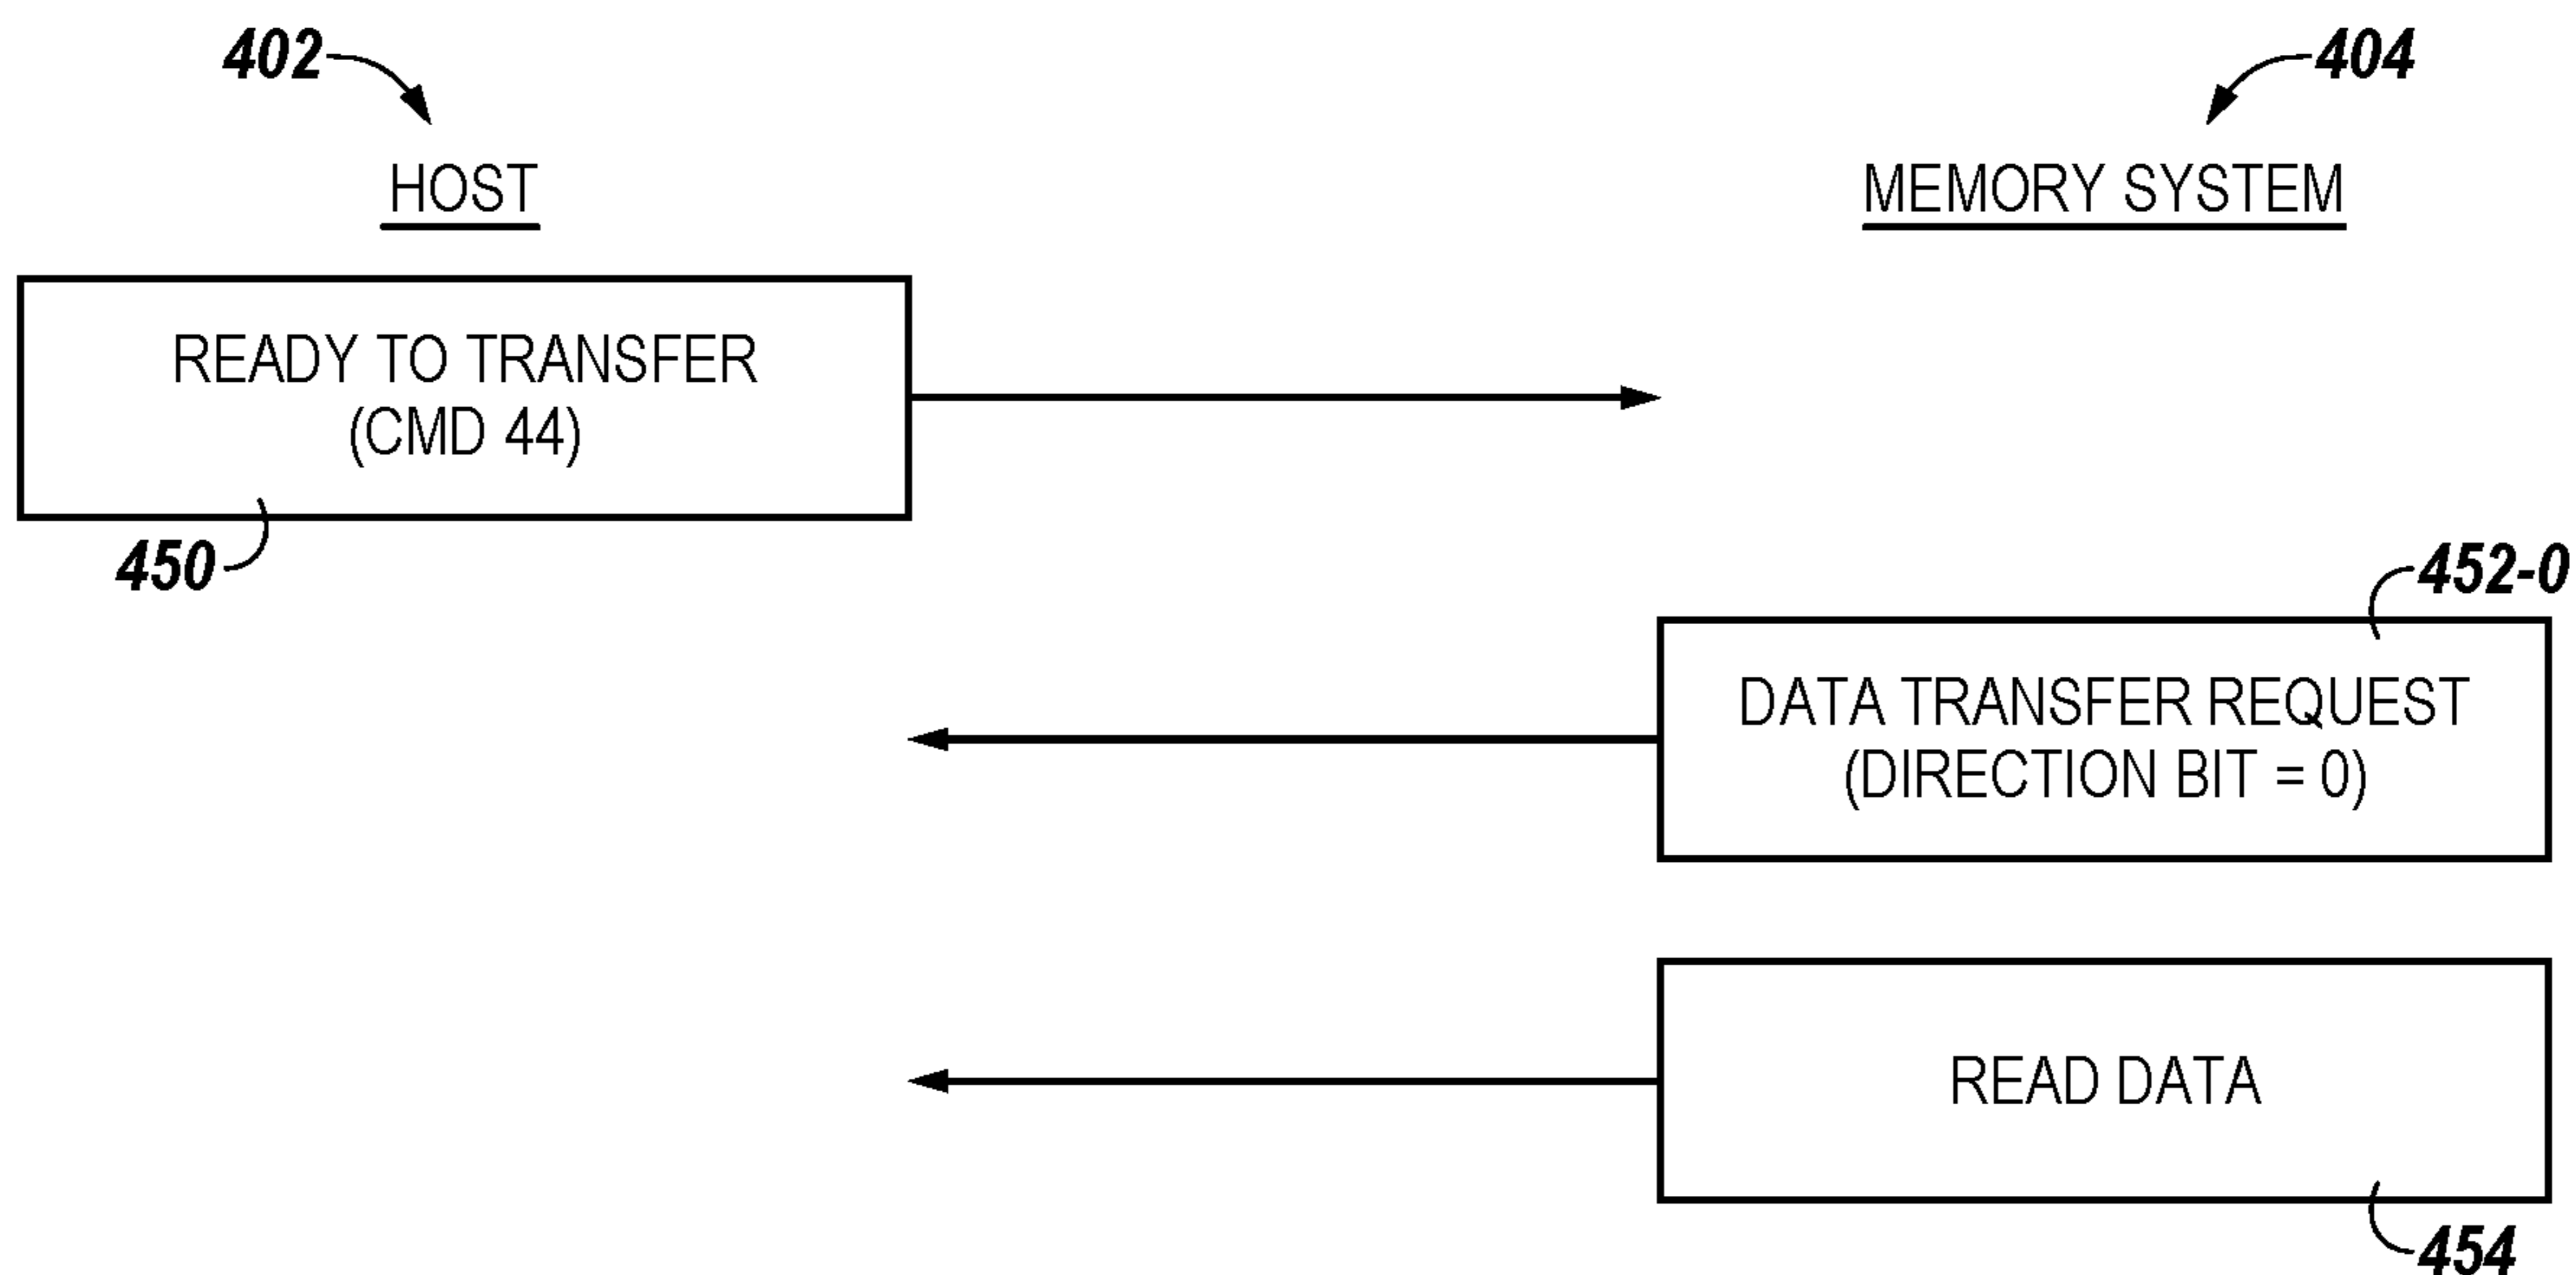 402
404
HOST
MEMORY SYSTEM
READY TO TRANSFER
(CMD 44)
450
452-0
DATA TRANSFER REQUEST
(DIRECTION BIT = 0)
READ DATA
454